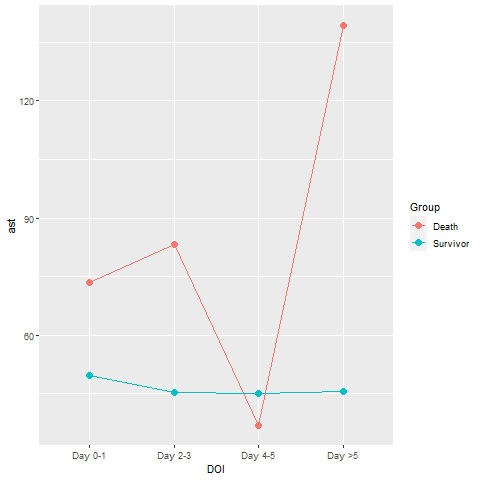 120
90
60
ast
Day 0-1
Day 2-3
Day 4-5
Day >5
DOI
Group
Death
Survivor